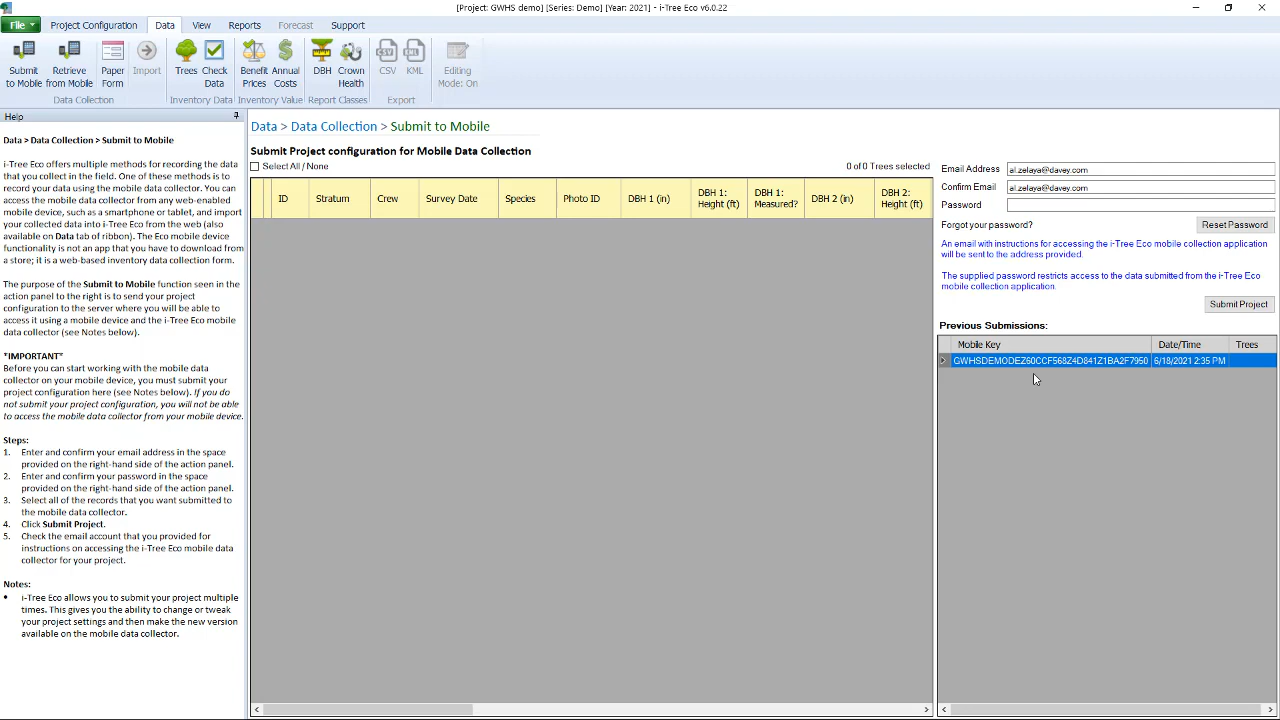 [Project: GWHS demo] [Series: Demo] [Year: 2021] - i-Tree Eco v6.0.22
File
Project Configuration
Data
View
Reports
Forecast
Support
Submit to Mobile
Retrieve from Mobile
Paper Form
Import
Trees
Check Data
Benefit Prices
Annual Costs
DBH
Crown Health
CSV
KML
Editing Mode: On
Data Collection
Inventory Data
Inventory Value
Report Classes
Export
Help
Data > Data Collection > Submit to Mobile
i-Tree Eco offers multiple methods for recording the data
that you collect in the field. One of these methods is to
record your data using the mobile data collector. You can
access the mobile data collector from any web-enabled
mobile device, such as a smartphone or tablet, and import
your collected data into i-Tree Eco from the web (also
available on Data tab of ribbon). The Eco mobile device
functionality is not an app that you have to download from
a store; it is a web-based inventory data collection form.
The purpose of the Submit to Mobile function seen in the
action panel to the right is to send your project
configuration to the server where you will be able to
access it using a mobile device and the i-Tree Eco mobile
data collector (see Notes below).
*IMPORTANT*
Before you can start working with the mobile data
collector on your mobile device, you must submit your
project configuration here (see Notes below). If you do
not submit your project configuration, you will not be able
to access the mobile data collector from your mobile device.
Steps:
1. Enter and confirm your email address in the space
provided on the right-hand side of the action panel.
2. Enter and confirm your password in the space
provided on the right-hand side of the action panel.
3. Select all of the records that you want submitted to
the mobile data collector.
4. Click Submit Project.
5. Check the email account that you provided for
instructions on accessing the i-Tree Eco mobile data
collector for your project.
Notes:
• i-Tree Eco allows you to submit your project multiple
times. This gives you the ability to change or tweak
your project settings and then make the new version
available on the mobile data collector.
Data > Data Collection > Submit to Mobile
Submit Project configuration for Mobile Data Collection
Select All / None
0 of 0 Trees selected
ID
Stratum
Crew
Survey Date
Species
Photo ID
DBH 1 (in)
DBH 1: Height (ft)
DBH 1: Measured?
DBH 2 (in)
DBH 2: Height (ft)
Email Address al.zelaya@davey.com
Confirm Email al.zelaya@davey.com
Password
Forgot your password? Reset Password
An email with instructions for accessing the i-Tree Eco mobile collection application
will be sent to the address provided.
The supplied password restricts access to the data submitted from the i-Tree Eco
mobile collection application.
Submit Project
Previous Submissions:
Mobile Key Date/Time Trees
GWHSDEMODEZ60CCF568Z4D841Z1BA2F7950 6/18/2021 2:35 PM